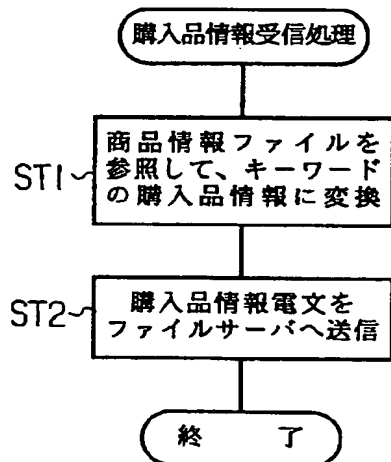 購入品情報受信処理
ST1
商品情報ファイルを
参照して、キーワード
の購入品情報に変換
ST2
購入品情報電文を
ファイルサーバへ送信
終 了